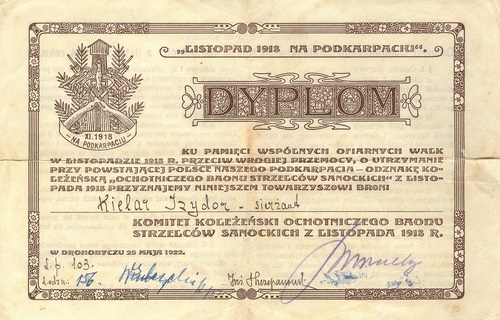 „LISTOPAD 1918 NA PODKARPACIU“.
XI.1918
„NA PODKARPACIU“
DYPLOM
KU PAMIĘCI WSPÓLNYCH OFIARNYCH WALK
W LISTOPADZIE 1918 R. PRZECIW WROGIEJ PRZEMOCY, O UTRZYMANIE
PRZY POWSTAJĄCEJ POLSCE NASZEGO PODKARPACIA – ODZNAKĘ KO-
LEŻEŃSKĄ „OCHOTNICZEGO BAONU STRZELCÓW SANOCKICH“ Z LISTO-
PADA 1918 PRZYZNAJEMY NINIEJSZEM TOWARZYSZOWI BRONI
Kielar Izydor - sierżant
KOMITET KOLEŻEŃSKI OCHOTNICZEGO BAONU
STRZELCÓW SANOCKICH Z LISTOPADA 1918 R.
W DROHOBYCZU 25 MAJA 1922.
L.p. 103.